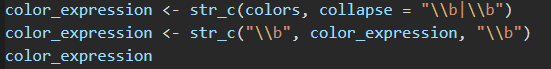 color_expression <- str_c(colors, collapse = "\\b|\\b")
color_expression <- str_c("\\b", color_expression, "\\b")
color_expression